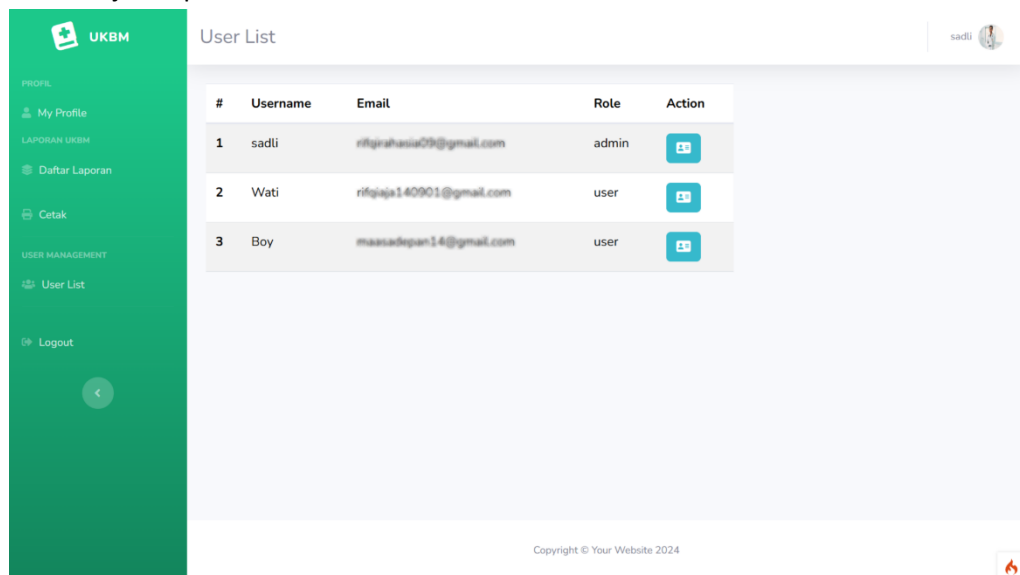 UKBM
User List
sadli
PROFIL
My Profile
LAPORAN UKBM
Daftar Laporan
Cetak
USER MANAGEMENT
User List
Logout
# Username Email Role Action
1 sadli admin
2 Wati user
3 Boy user
Copyright © Your Website 2024